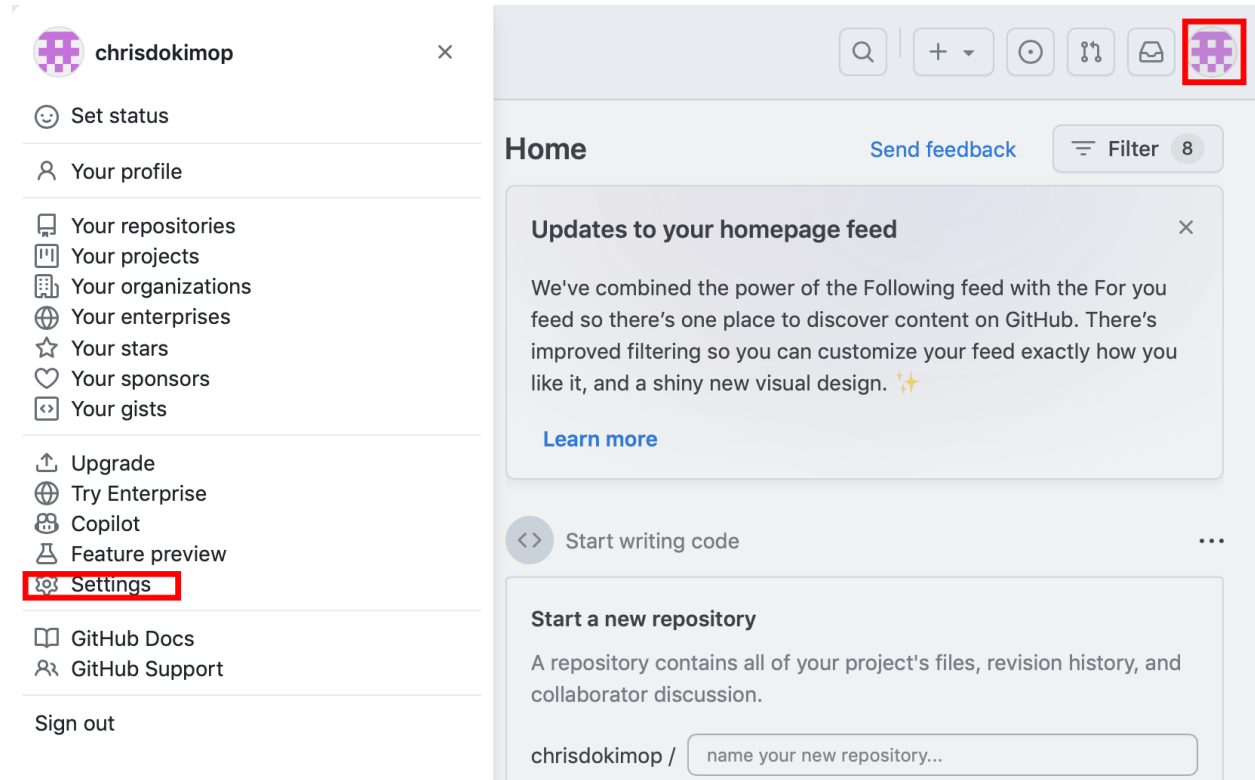 chrisdokimop
Set status
Your profile
Your repositories
Your projects
Your organizations
Your enterprises
Your stars
Your sponsors
Your gists
Upgrade
Try Enterprise
Copilot
Feature preview
Settings
GitHub Docs
GitHub Support
Sign out
Home
Send feedback
Filter 8
Updates to your homepage feed
We've combined the power of the Following feed with the For you
feed so there’s one place to discover content on GitHub. There’s
improved filtering so you can customize your feed exactly how you
like it, and a shiny new visual design. ✨
Learn more
Start writing code
Start a new repository
A repository contains all of your project's files, revision history, and
collaborator discussion.
chrisdokimop / name your new repository...